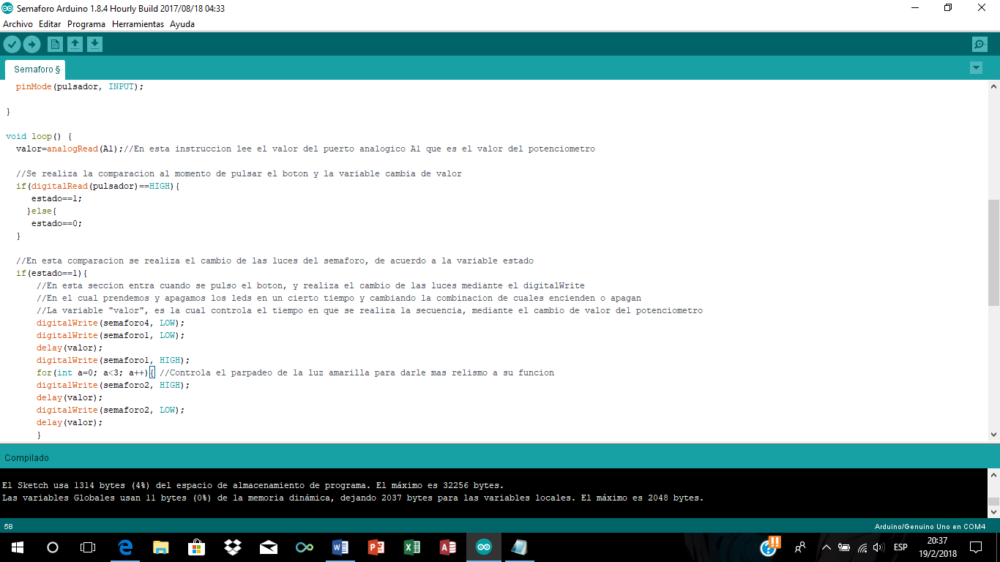 Semaforo Arduino 1.8.4 Hourly Build 2017/08/18 04:33
Archivo Editar Programa Herramientas Ayuda
Semaforo §
pinMode(pulsador, INPUT);
}
void loop() {
valor=analogRead(A1);//En esta instruccion lee el valor del puerto analogico A1 que es el valor del potenciometro
//Se realiza la comparacion al momento de pulsar el boton y la variable cambia de valor
if(digitalRead(pulsador)==HIGH){
estado==1;
}else{
estado==0;
}
//En esta comparacion se realiza el cambio de las luces del semaforo, de acuerdo a la variable estado
if(estado==1){
//En esta seccion entra cuando se pulso el boton, y realiza el cambio de las luces mediante el digitalWrite
//En el cual prendemos y apagamos los leds en un cierto tiempo y cambiando la combinacion de cuales encienden o apagan
//La variable "valor", es la cual controla el tiempo en que se realiza la secuencia, mediante el cambio de valor del potenciometro
digitalWrite(semaforo4, LOW);
digitalWrite(semaforo1, LOW);
delay(valor);
digitalWrite(semaforo1, HIGH);
for(int a=0; a<3; a++){ //Controla el parpadeo de la luz amarilla para darle mas relismo a su funcion
digitalWrite(semaforo2, HIGH);
delay(valor);
digitalWrite(semaforo2, LOW);
delay(valor);
}
Compilado
El Sketch usa 1314 bytes (4%) del espacio de almacenamiento de programa. El máximo es 32256 bytes.
Las variables Globales usan 11 bytes (0%) de la memoria dinámica, dejando 2037 bytes para las variables locales. El máximo es 2048 bytes.
58
Arduino/Genuino Uno en COM4
ESP
20:37
19/2/2018